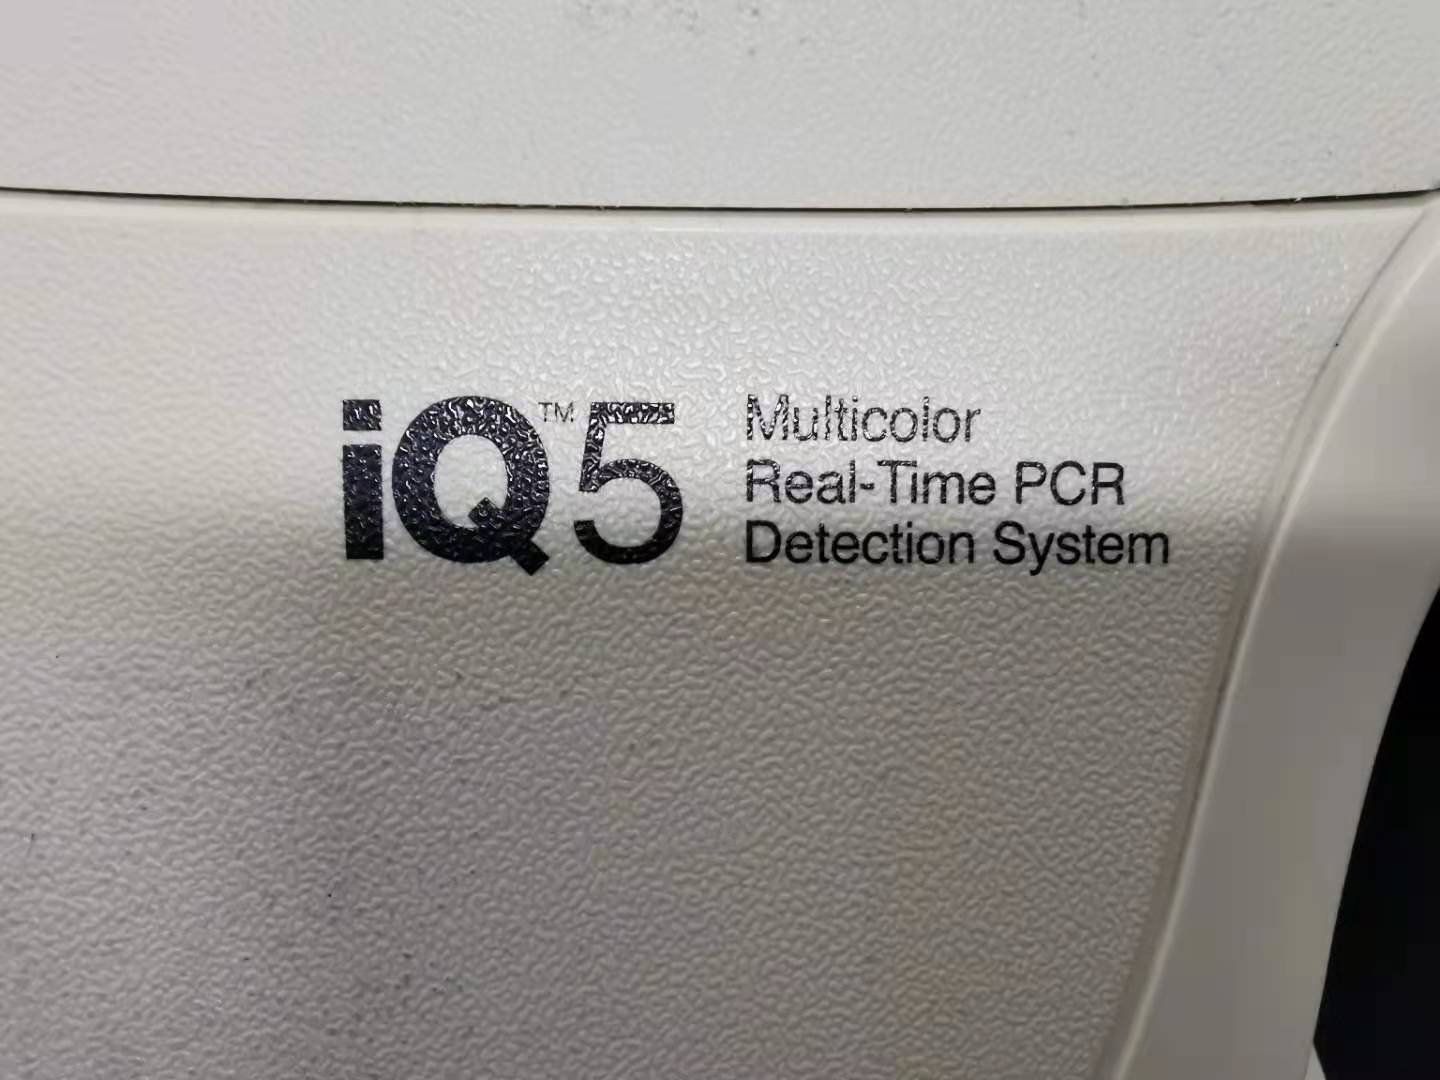 iQ™5
Multicolor
Real-Time PCR
Detection System